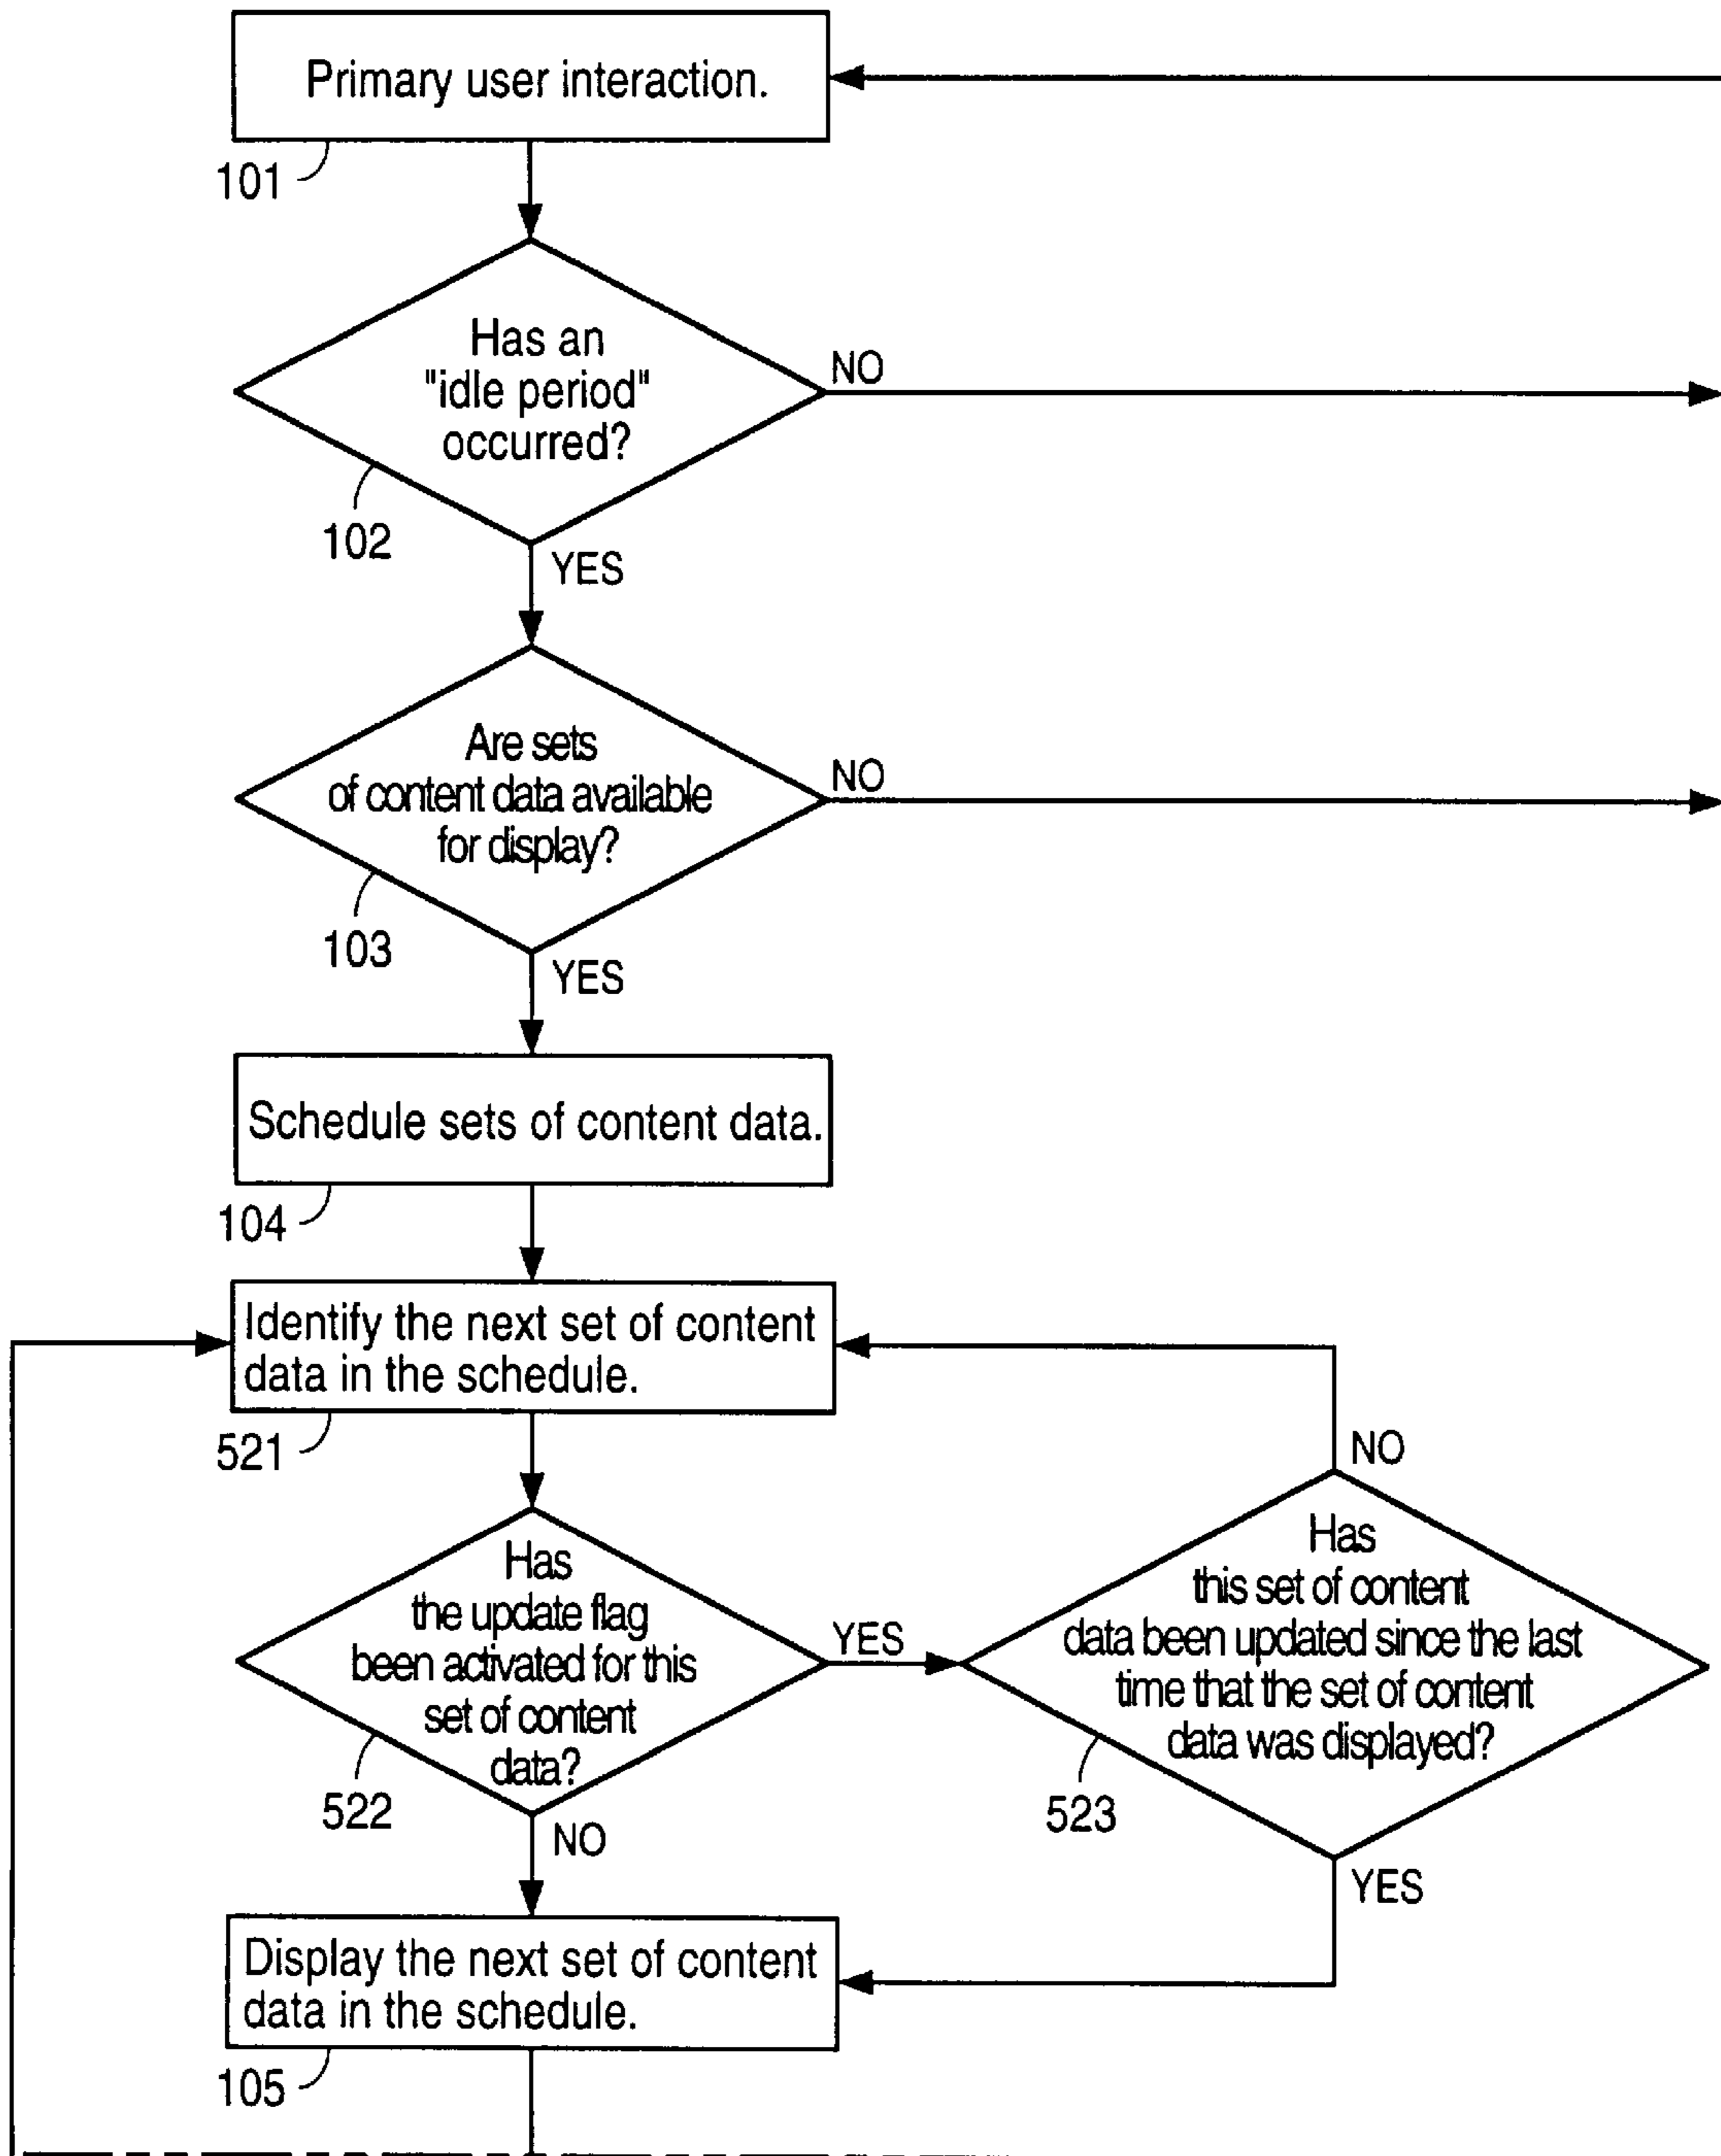 Primary user interaction.
101
Has an
"idle period"
occurred?
NO
102
YES
Are sets
of content data available
for display?
NO
103
YES
Schedule sets of content data.
104
Identify the next set of content
data in the schedule.
521
NO
Has
the update flag
been activated for this
set of content
data?
YES
522
NO
Has
this set of content
data been updated since the last
time that the set of content
data was displayed?
523
YES
Display the next set of content
data in the schedule.
105